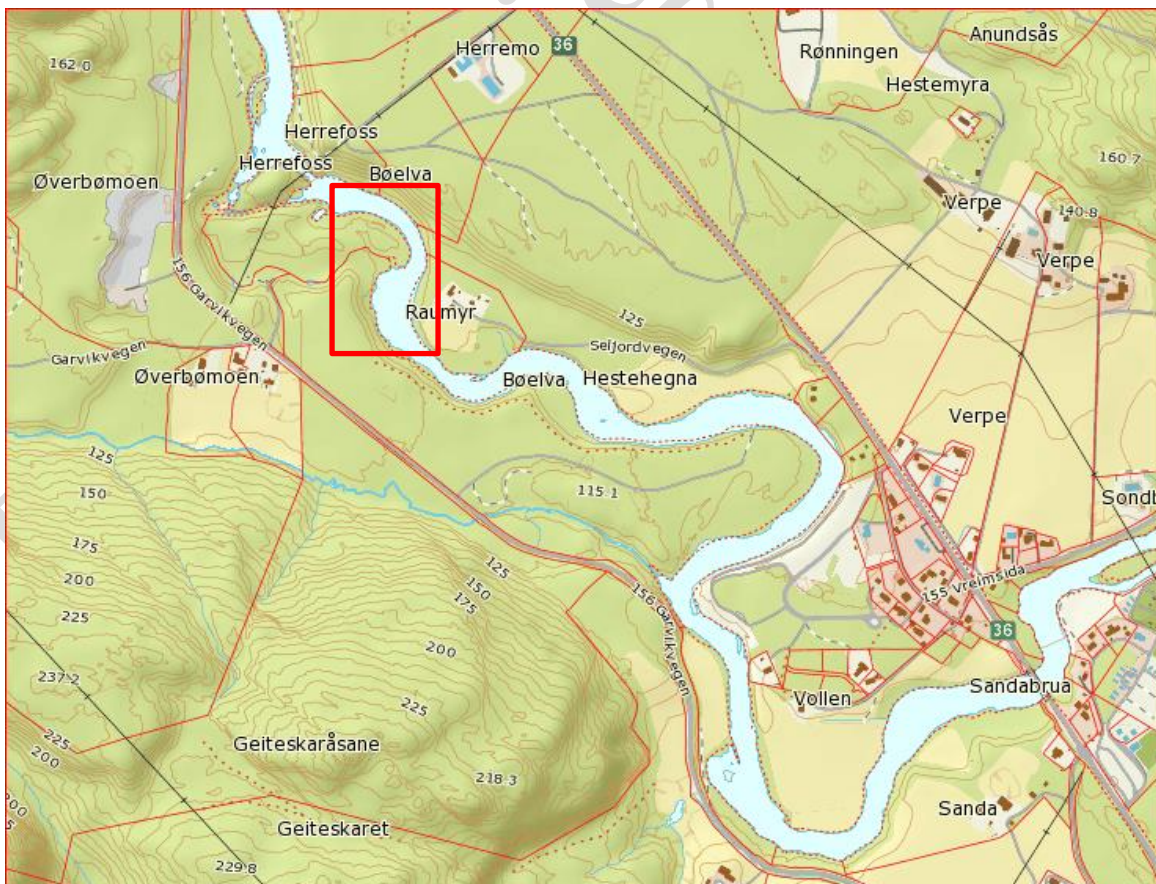 Anundsås
Herremo
36
Rønningen
162.0
Hestemyra
Herrefoss
Herrefoss
160.7
Bøelva
Øverbømoen
Verpe
140.8
Verpe
156 Garvikvegen
Raumyr
125
Seljordvegen
Garvikvegen
Øverbømoen
Bøelva
Hestehegna
Verpe
125
150
115.1
Sondb
175
125
200
150
155 Vreimsida
225
175
156 Garvikvegen
36
200
237.2
Sandabrua
Vollen
225
225
Geiteskaråsane
200
218.3
200
Sanda
Geiteskaret
229.8